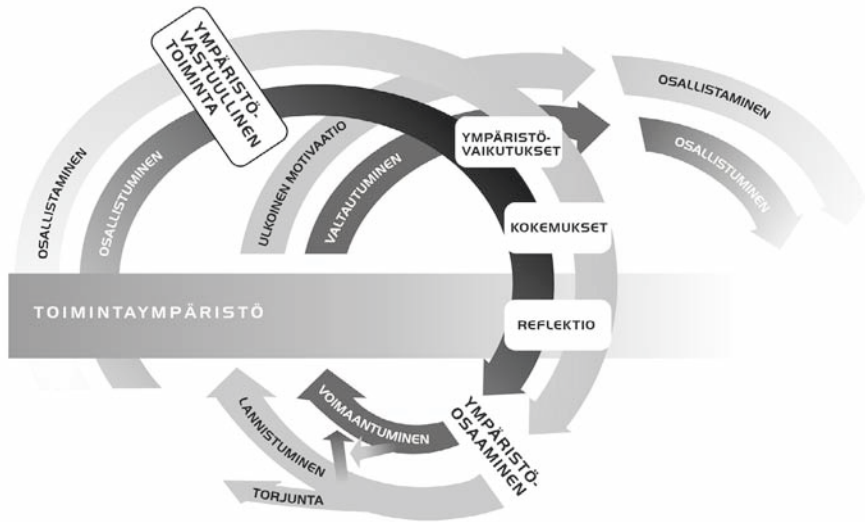 YMPÄRISTÖ-
VASTUULLINEN
TOIMINTA
OSALLISTAMINEN
OSALLISTUMINEN
ULKOINEN MOTIVAATIO
VALTAUTUMINEN
YMPÄRISTÖ-
VAIKUTUKSET
OSALLISTAMINEN
OSALLISTUMINEN
KOKEMUKSET
TOIMINTAYMPÄRISTÖ
REFLEKTIO
VOIMAANTUMINEN
LANNISTUMINEN
YMPÄRISTÖ-
OSAAMINEN
TORJUNTA